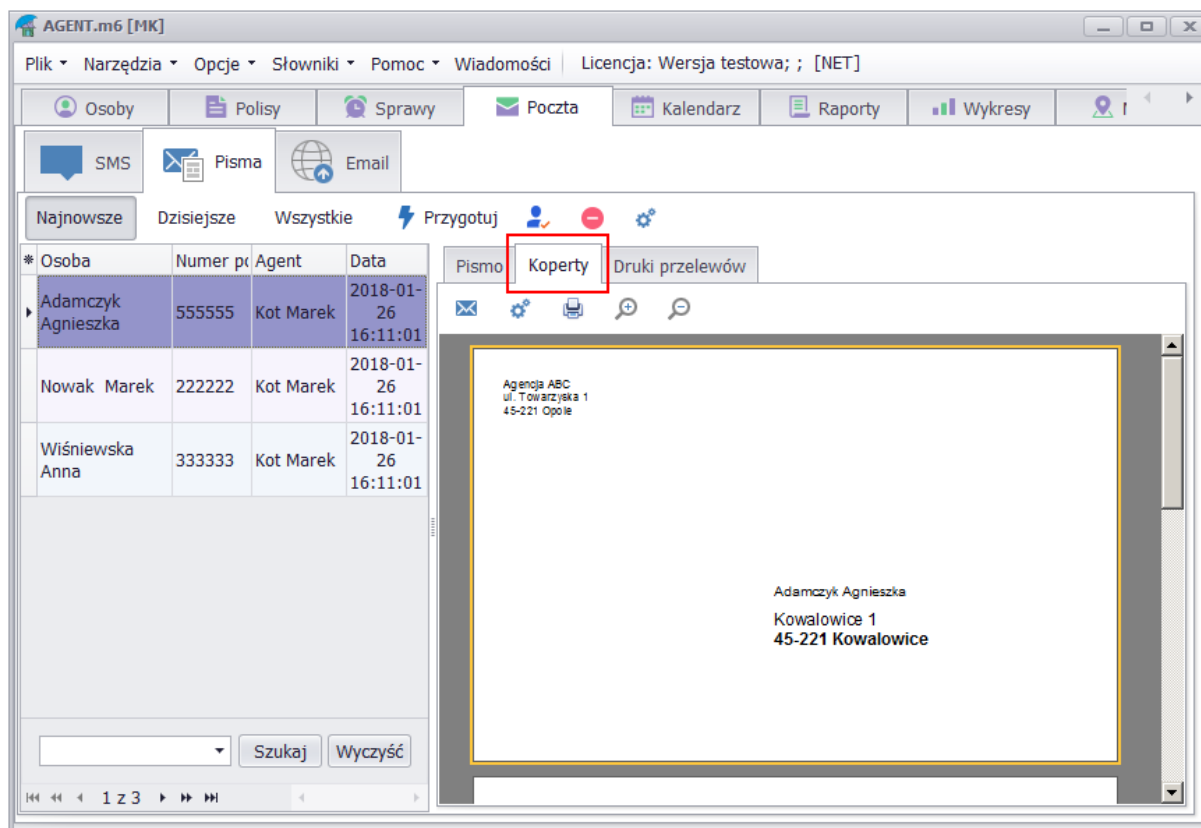 AGENT.m6 [MK]
Plik Narzędzia Opcje Słowniki Pomoc Wiadomości Licencja: Wersja testowa; ; [NET]
Osoby Polisy Sprawy Poczta Kalendarz Raporty Wykresy
SMS Pisma Email
Najnowsze Dzisiejsze Wszystkie Przygotuj
Osoba Numer po Agent Data
Adamczyk Agnieszka 555555 Kot Marek 2018-01-26 16:11:01
Nowak Marek 222222 Kot Marek 2018-01-26 16:11:01
Wiśniewska Anna 333333 Kot Marek 2018-01-26 16:11:01
Szukaj Wyczyść
1 z 3
Pismo Koperty Druki przelewów
Agencja ABC
ul. Towarzyska 1
45-221 Opole
Adamczyk Agnieszka
Kowalowice 1
45-221 Kowalowice